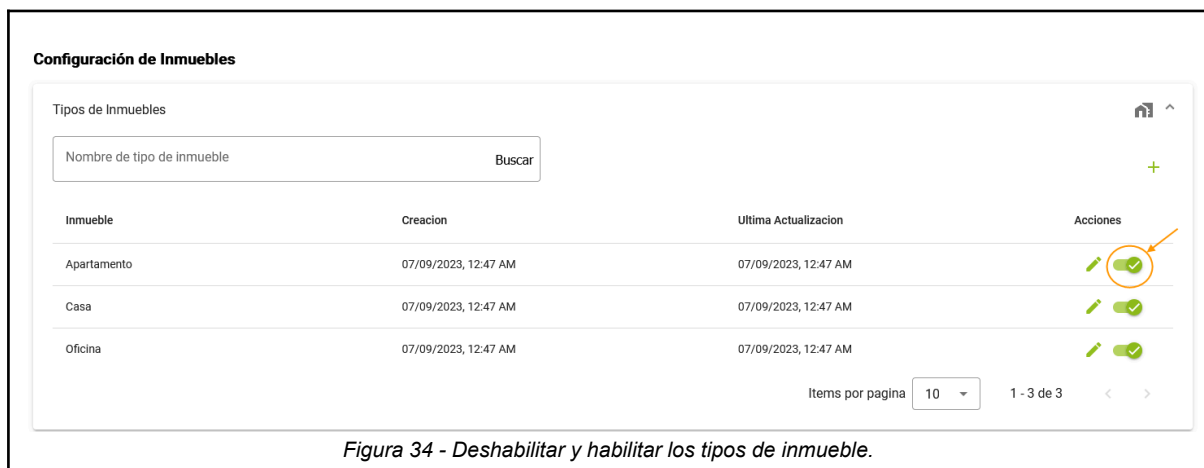 Configuración de Inmuebles
Tipos de Inmuebles
Nombre de tipo de inmueble Buscar
Inmueble Creacion Ultima Actualizacion Acciones
Apartamento 07/09/2023, 12:47 AM 07/09/2023, 12:47 AM
Casa 07/09/2023, 12:47 AM 07/09/2023, 12:47 AM
Oficina 07/09/2023, 12:47 AM 07/09/2023, 12:47 AM
Items por pagina 10 1 - 3 de 3
Figura 34 - Deshabilitar y habilitar los tipos de inmueble.